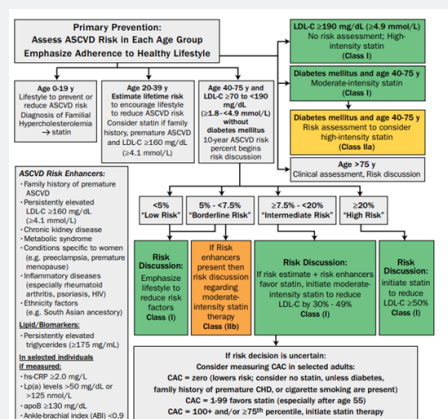 Primary Prevention:
Assess ASCVD Risk in Each Age Group
Emphasize Adherence to Healthy Lifestyle
LDL-C ≥190 mg/dL (≥4.9 mmol/L)
No risk assessment; High-
intensity statin
(Class I)
Diabetes mellitus and age 40-75 y
Moderate-intensity statin
(Class I)
Diabetes mellitus and age 40-75 y
Risk assessment to consider
high-intensity statin
(Class IIa)
Age >75 y
Clinical assessment, Risk discussion
Age 0-19 y
Lifestyle to prevent or
reduce ASCVD risk
Diagnosis of Familial
Hypercholesterolemia
→ statin
Age 20-39 y
Estimate lifetime risk
to encourage lifestyle
to reduce ASCVD risk
Consider statin if family
history, premature ASCVD
and LDL-C ≥160 mg/dL
(≥4.1 mmol/L)
Age 40-75 y and
LDL-C ≥70 to <190
mg/dL
(≥1.8-<4.9 mmol/L)
without
diabetes mellitus
10-year ASCVD risk
percent begins
risk discussion
<5%
"Low Risk"
5% - <7.5%
"Borderline Risk"
≥7.5% - <20%
"Intermediate Risk"
≥20%
"High Risk"
Risk
Discussion:
Emphasize
lifestyle to
reduce risk
factors
Class (I)
If Risk
enhancers
present then
risk discussion
regarding
moderate-
intensity statin
therapy
Class (IIb)
Risk Discussion:
If risk estimate + risk enhancers
favor statin, initiate moderate-
intensity statin to reduce
LDL-C by 30% - 49%
Class (I)
Risk
Discussion:
initiate statin
to reduce
LDL-C ≥50%
Class (I)
ASCVD Risk Enhancers:
• Family history of premature
ASCVD
• Persistently elevated
LDL-C ≥160 mg/dL
(≥4.1 mmol/L)
• Chronic kidney disease
• Metabolic syndrome
• Conditions specific to women
(e.g. preeclampsia, premature
menopause)
• Inflammatory diseases
(especially rheumatoid
arthritis, psoriasis, HIV)
• Ethnicity factors
(e.g. South Asian ancestory)
Lipid/Biomarkers:
• Persistently elevated
triglycerides (≥175 mg/mL)
In selected individuals
if measured:
• hs-CRP ≥2.0 mg/L
• Lp(a) levels >50 mg/dL or
>125 nmol/L
• apoB ≥130 mg/dL
• Ankle-brachial index (ABI) <0.9
If risk decision is uncertain:
Consider measuring CAC in selected adults:
CAC = zero (lowers risk; consider no statin, unless diabetes,
family history of premature CHD, or cigarette smoking are present)
CAC = 1-99 favors statin (especially after age 55)
CAC = 100+ and/or ≥75th percentile, initiate statin therapy